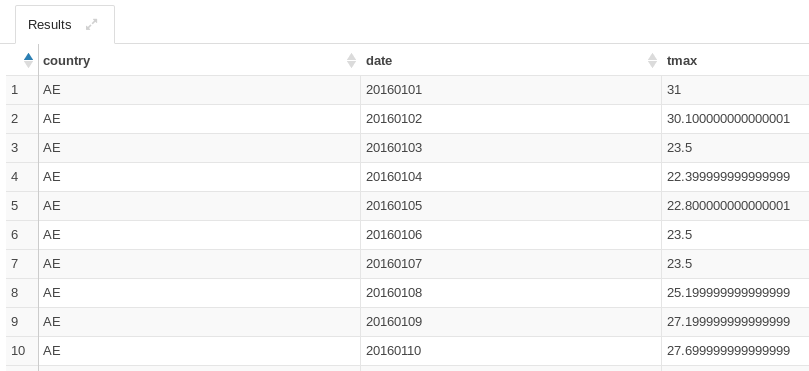 Results
country date tmax
1 AE 20160101 31
2 AE 20160102 30.100000000000001
3 AE 20160103 23.5
4 AE 20160104 22.399999999999999
5 AE 20160105 22.800000000000001
6 AE 20160106 23.5
7 AE 20160107 23.5
8 AE 20160108 25.199999999999999
9 AE 20160109 27.199999999999999
10 AE 20160110 27.699999999999999